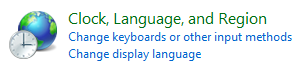 Clock, Language, and Region
Change keyboards or other input methods
Change display language